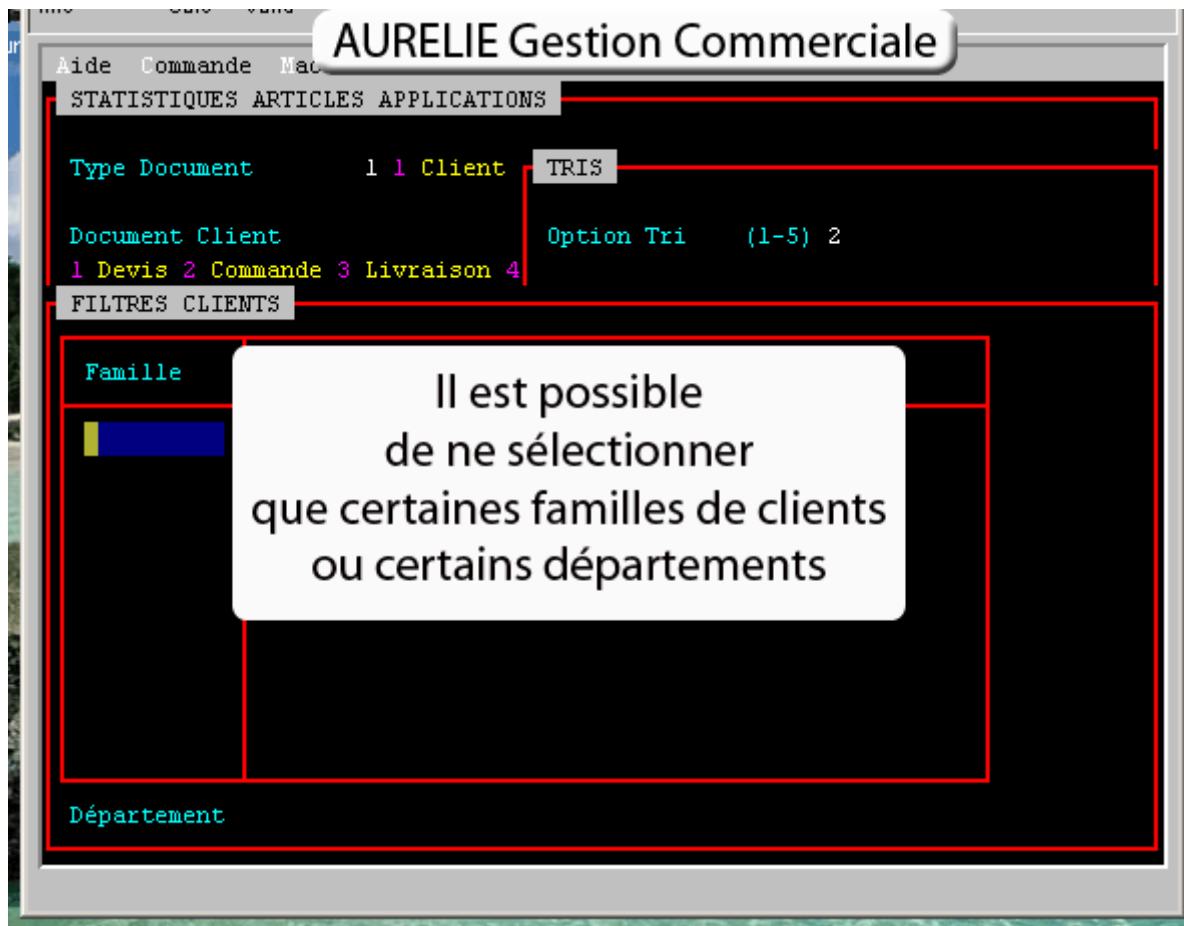 AURELIE Gestion Commerciale
Aide Commande
STATISTIQUES ARTICLES APPLICATIONS
Type Document 1 1 Client
TRIS
Document Client
Option Tri (1-5) 2
1 Devis 2 Commande 3 Livraison 4
FILTRES CLIENTS
Famille
Il est possible
de ne sélectionner
que certaines familles de clients
ou certains départements
Département